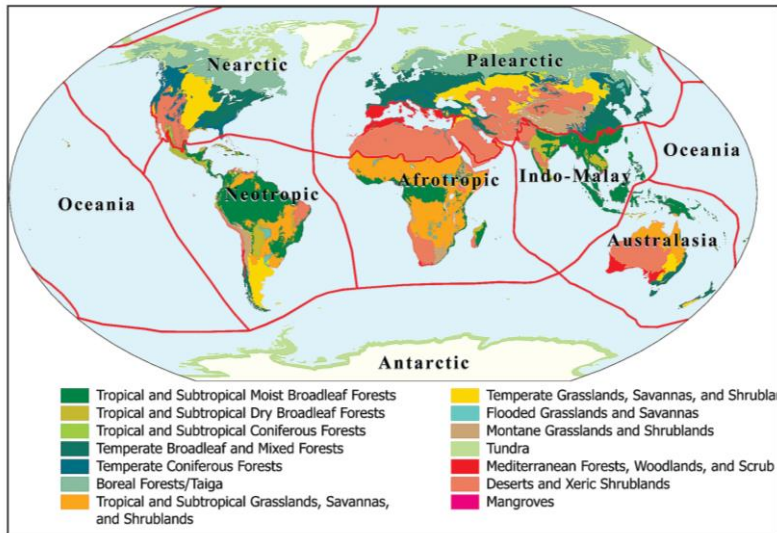 Nearctic
Palearctic
Oceania
Neotropic
Afrotropic
Indo-Malay
Oceania
Australasia
Antarctic
Tropical and Subtropical Moist Broadleaf Forests
Tropical and Subtropical Dry Broadleaf Forests
Tropical and Subtropical Coniferous Forests
Temperate Broadleaf and Mixed Forests
Temperate Coniferous Forests
Boreal Forests/Taiga
Tropical and Subtropical Grasslands, Savannas,
and Shrublands
Temperate Grasslands, Savannas, and Shrublan
Flooded Grasslands and Savannas
Montane Grasslands and Shrublands
Tundra
Mediterranean Forests, Woodlands, and Scrub
Deserts and Xeric Shrublands
Mangroves